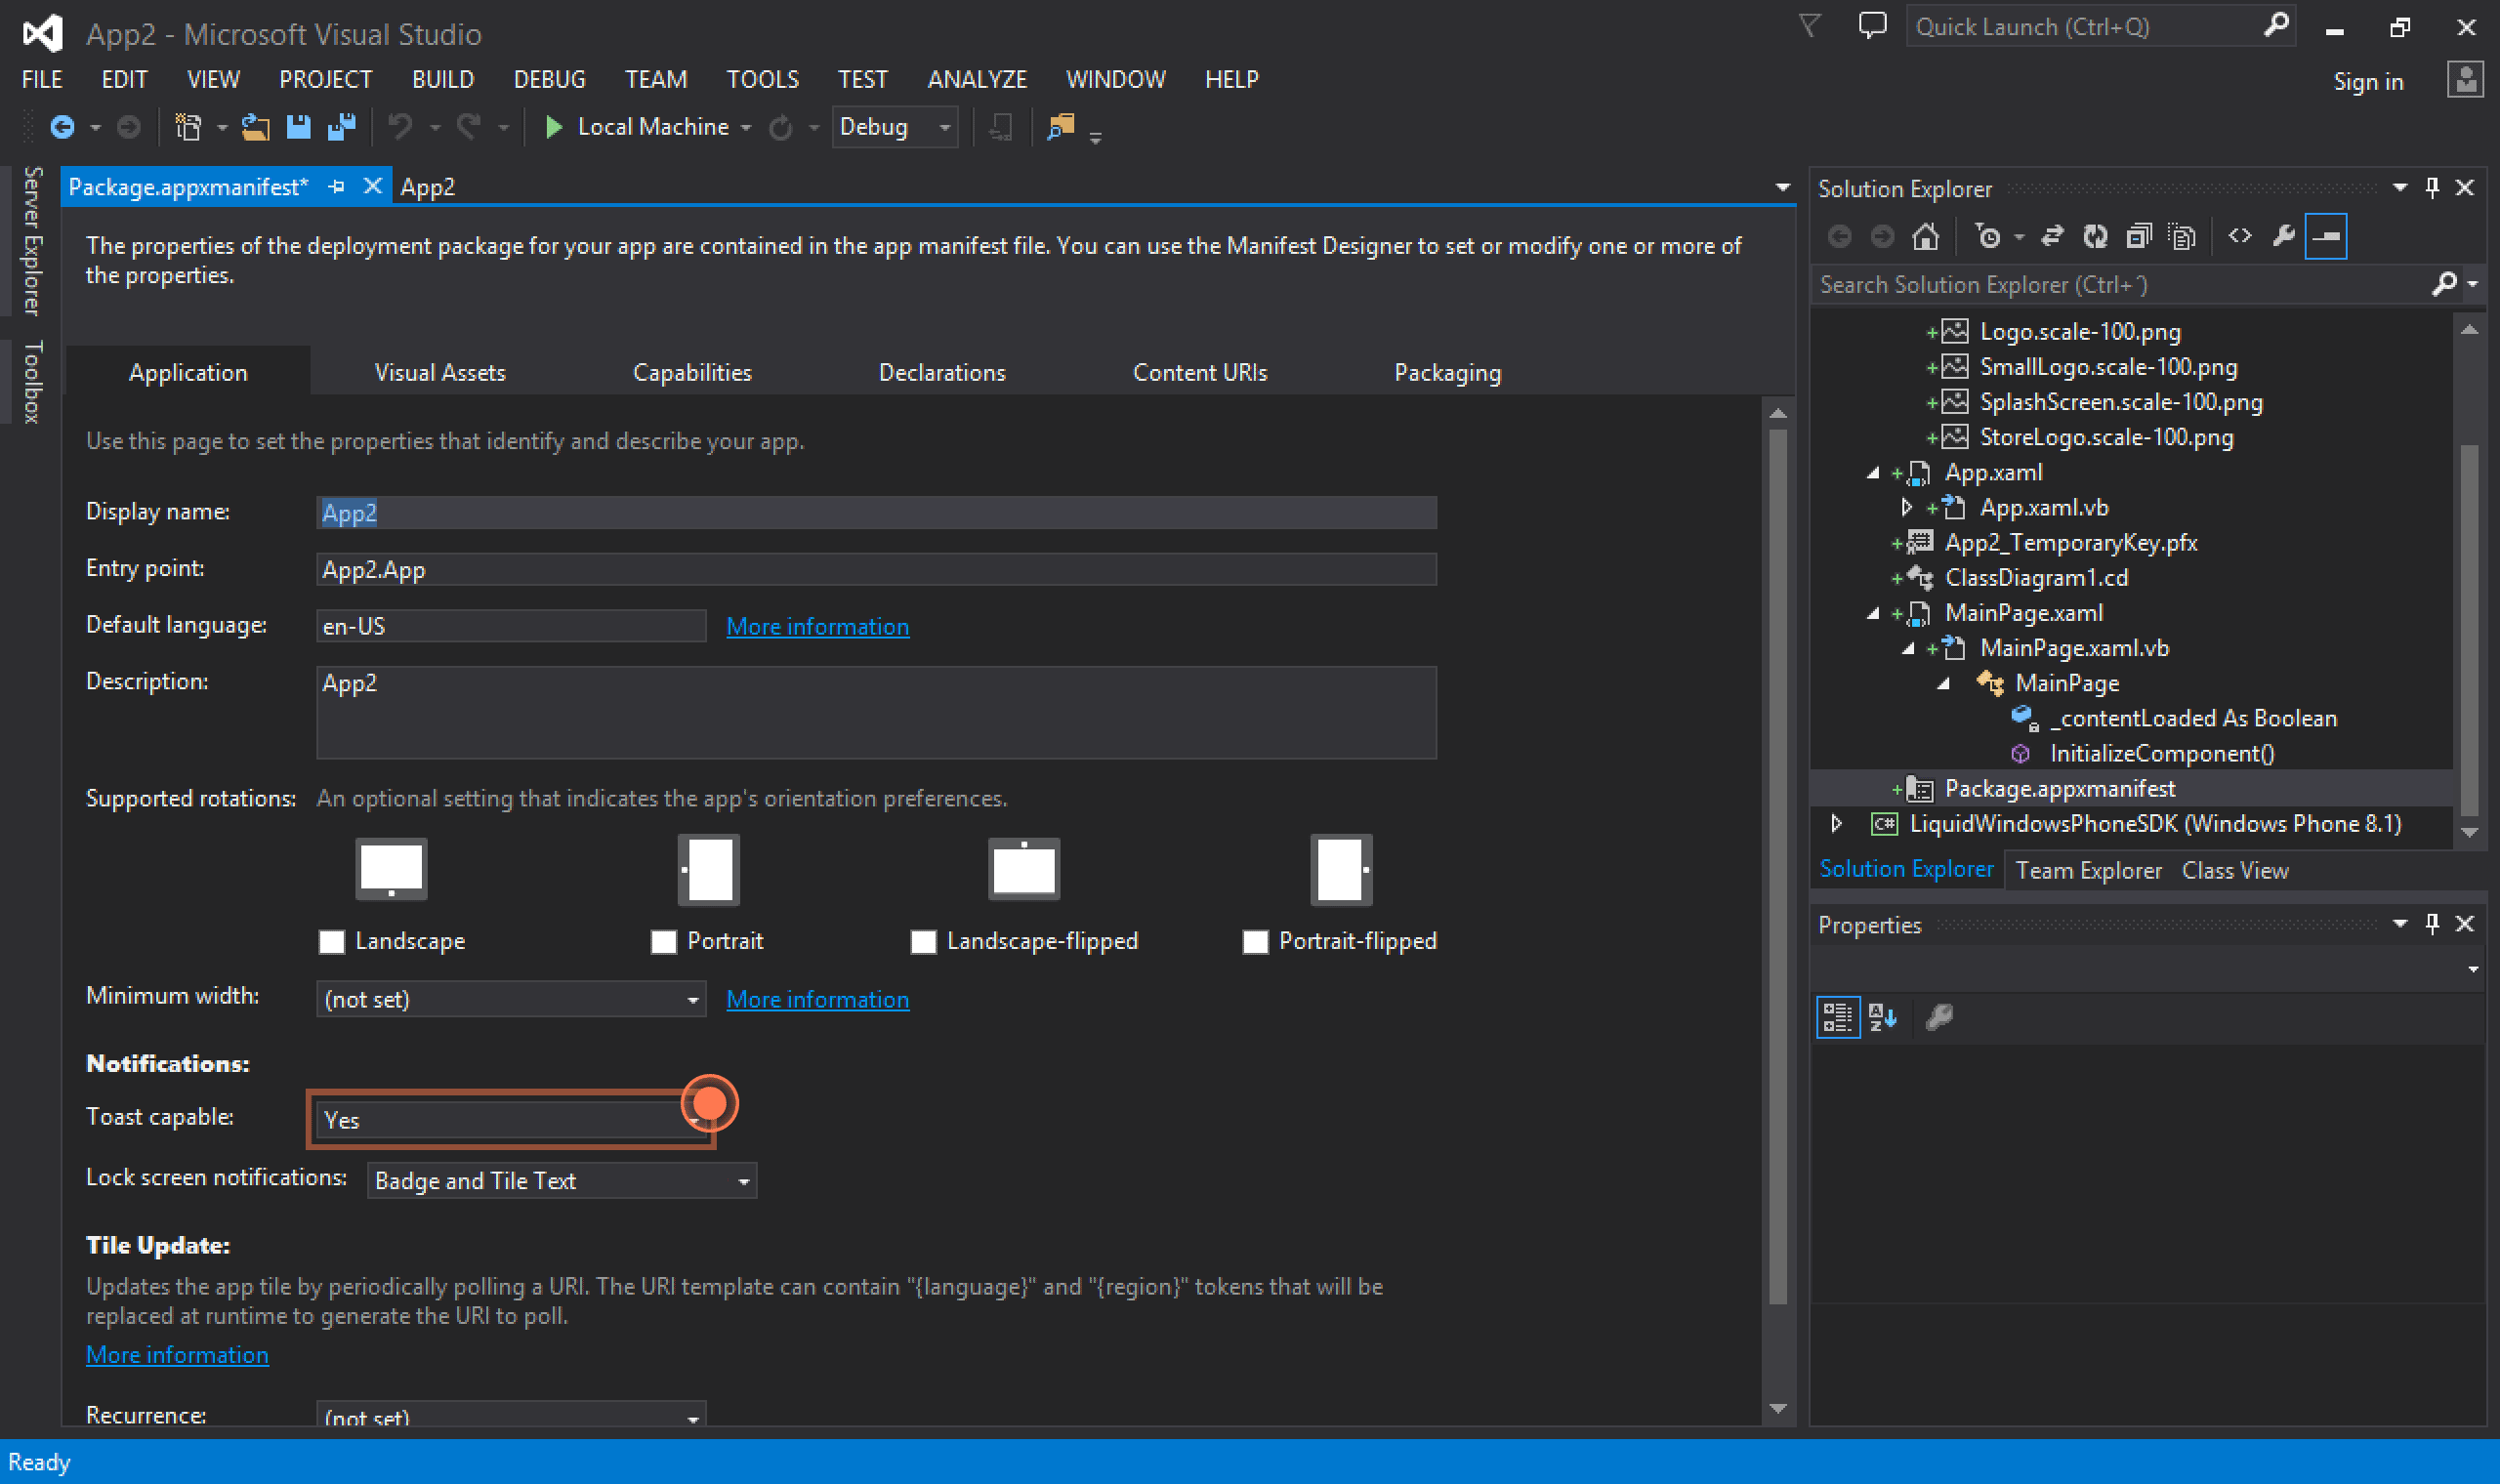 App2 - Microsoft Visual Studio
Quick Launch (Ctrl+Q)
FILE EDIT VIEW PROJECT BUILD DEBUG TEAM TOOLS TEST ANALYZE WINDOW HELP
Sign in
Local Machine
Debug
Server Explorer
Toolbox
Package.appxmanifest*
App2
The properties of the deployment package for your app are contained in the app manifest file. You can use the Manifest Designer to set or modify one or more of
the properties.
Application Visual Assets Capabilities Declarations Content URIs Packaging
Use this page to set the properties that identify and describe your app.
Display name: App2
Entry point: App2.App
Default language: en-US More information
Description: App2
Supported rotations: An optional setting that indicates the app's orientation preferences.
Landscape Portrait Landscape-flipped Portrait-flipped
Minimum width: (not set) More information
Notifications:
Toast capable: Yes
Lock screen notifications: Badge and Tile Text
Tile Update:
Updates the app tile by periodically polling a URI. The URI template can contain "{language}" and "{region}" tokens that will be
replaced at runtime to generate the URI to poll.
More information
Recurrence: (not set)
Solution Explorer
Search Solution Explorer (Ctrl+´)
Logo.scale-100.png
SmallLogo.scale-100.png
SplashScreen.scale-100.png
StoreLogo.scale-100.png
App.xaml
App.xaml.vb
App2_TemporaryKey.pfx
ClassDiagram1.cd
MainPage.xaml
MainPage.xaml.vb
MainPage
_contentLoaded As Boolean
InitializeComponent()
Package.appxmanifest
C# LiquidWindowsPhoneSDK (Windows Phone 8.1)
Solution Explorer Team Explorer Class View
Properties
Ready